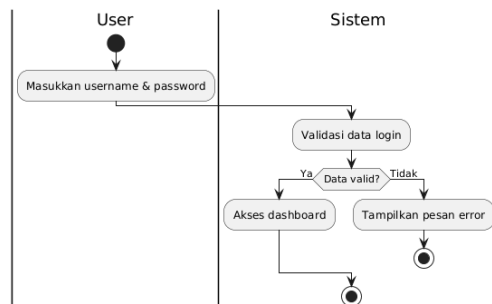 User
Sistem
Masukkan username & password
Validasi data login
Ya
Data valid?
Tidak
Akses dashboard
Tampilkan pesan error